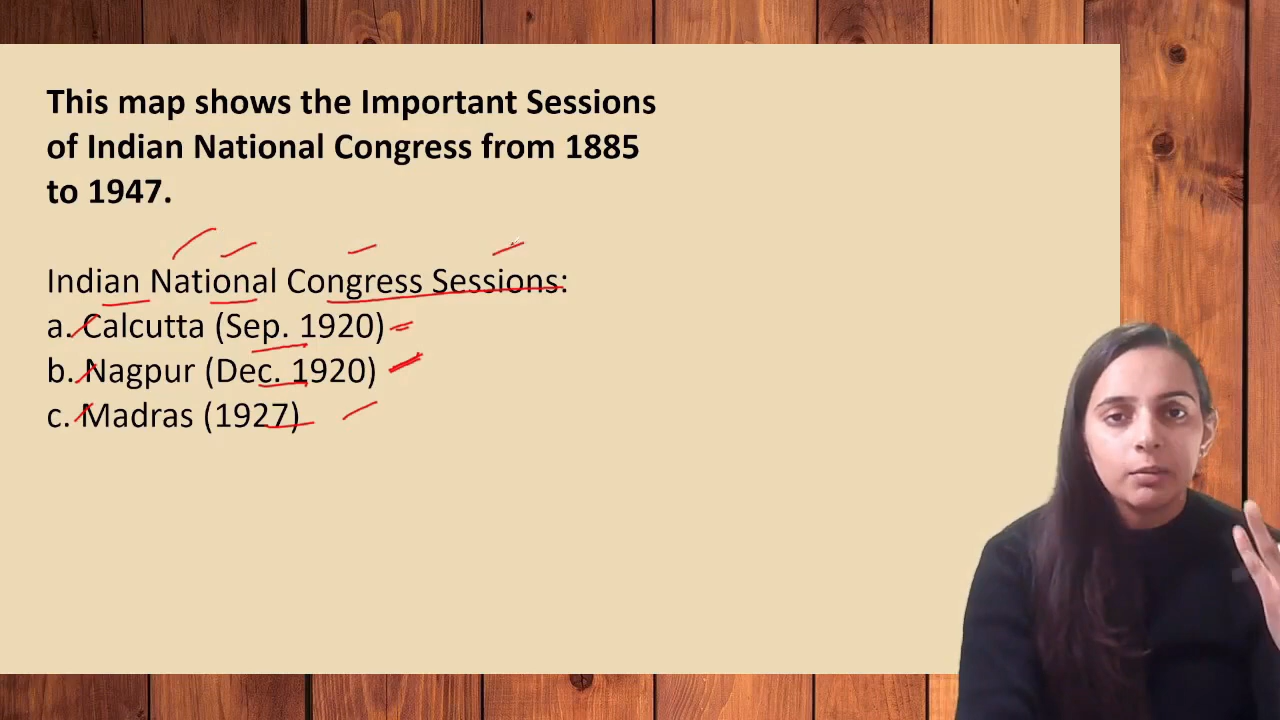 This map shows the Important Sessions
of Indian National Congress from 1885
to 1947.
Indian National Congress Sessions:
a. Calcutta (Sep. 1920)
b. Nagpur (Dec. 1920)
c. Madras (1927)